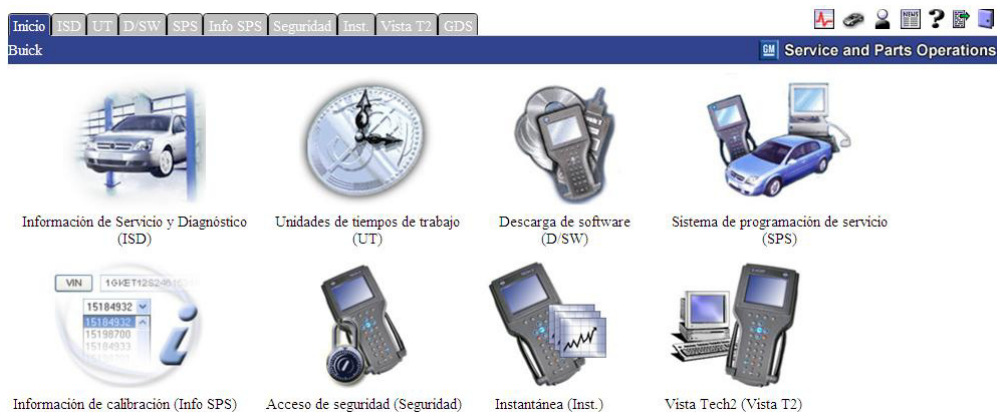 Inicio ISD UT D/SW SPS Info SPS Seguridad Inst. Vista T2 GDS
NEWS ?
Buick
GM Service and Parts Operations
Información de Servicio y Diagnóstico
(ISD)
Unidades de tiempos de trabajo
(UT)
Descarga de software
(D/SW)
Sistema de programación de servicio
(SPS)
VIN
15184932
15184932
15198700
15184933
Información de calibración (Info SPS)
Acceso de seguridad (Seguridad)
Instantánea (Inst.)
Vista Tech2 (Vista T2)